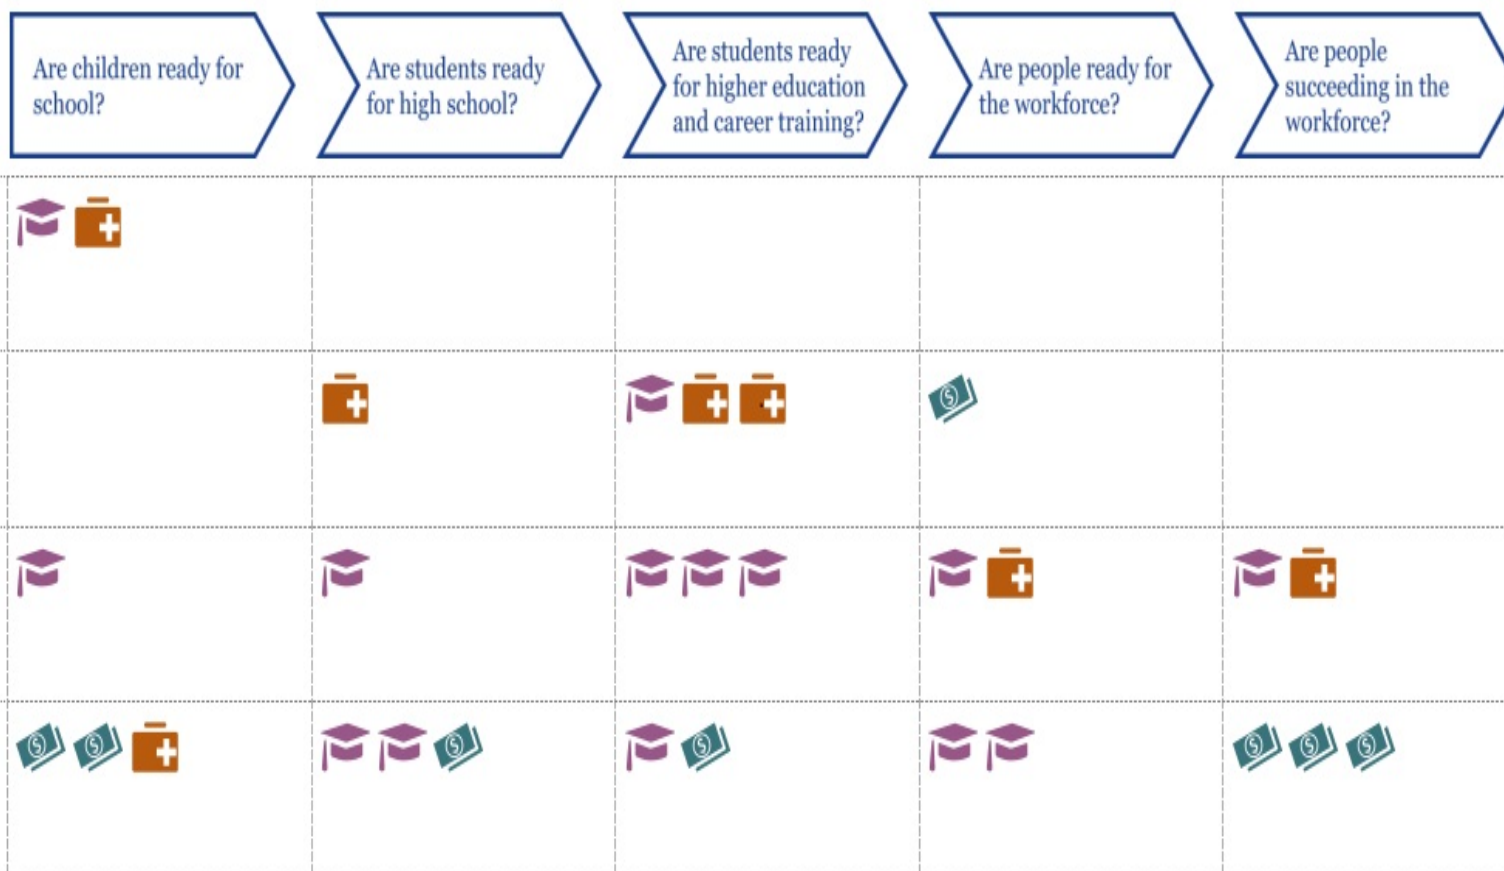 Are children ready for
school?
Are students ready
for high school?
Are students ready
for higher education
and career training?
Are people ready for
the workforce?
Are people
succeeding in the
workforce?